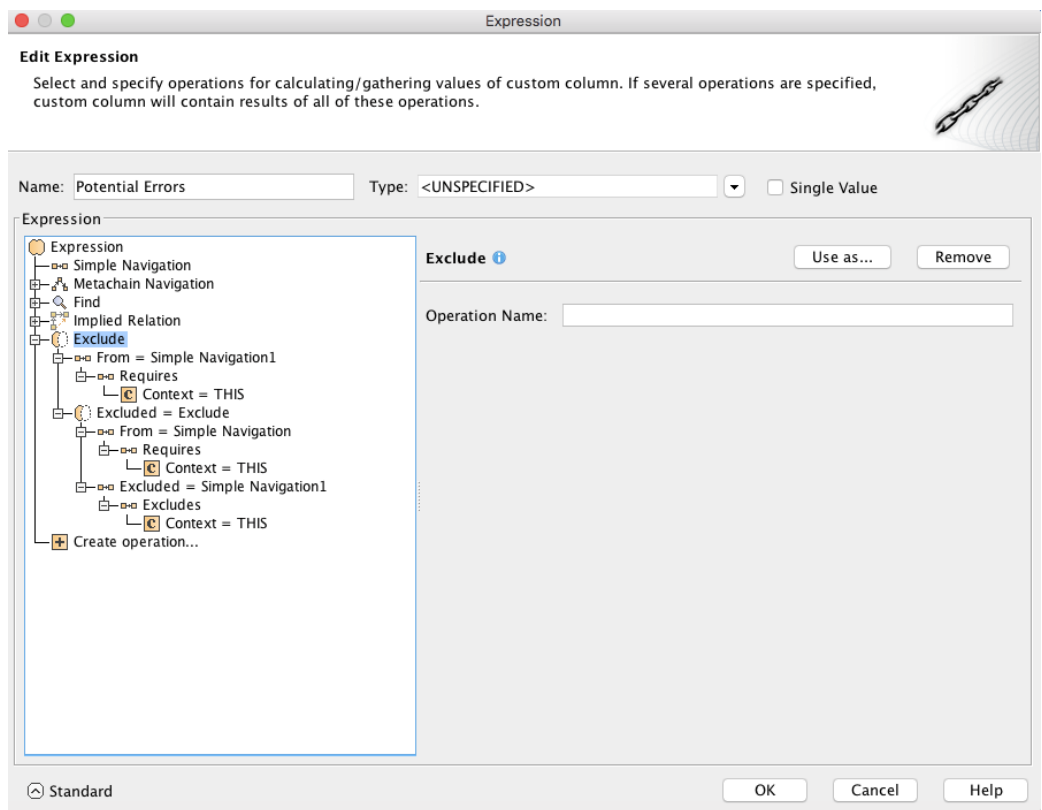 Expression
Edit Expression
Select and specify operations for calculating/gathering values of custom column. If several operations are specified,
custom column will contain results of all of these operations.
Name: Potential Errors Type: <UNSPECIFIED> Single Value
Expression
Expression
Simple Navigation
Metachain Navigation
Find
Implied Relation
Exclude
From = Simple Navigation1
Requires
C Context = THIS
Excluded = Exclude
From = Simple Navigation
Requires
C Context = THIS
Excluded = Simple Navigation1
Excludes
C Context = THIS
Create operation...
Exclude Use as... Remove
Operation Name:
Standard OK Cancel Help